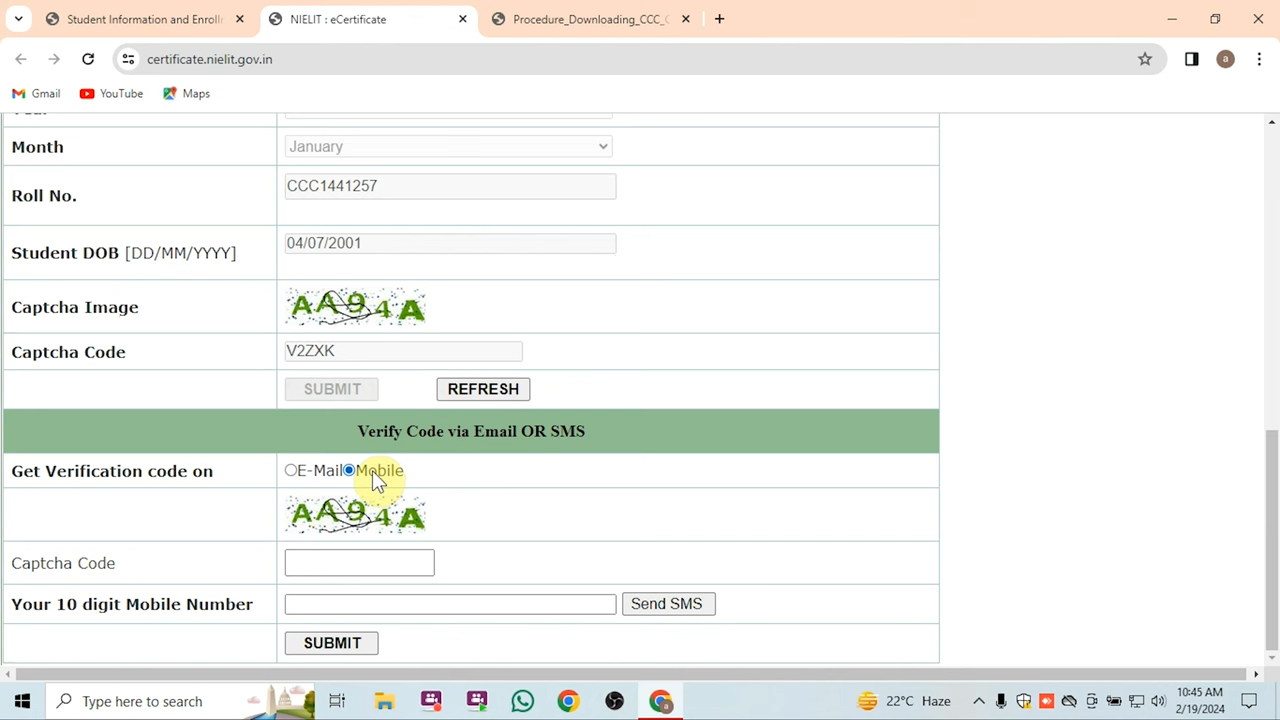 Student Information and Enroll
NIELIT : eCertificate
Procedure_Downloading_CCC_
certificate.nielit.gov.in
a
Gmail
YouTube
Maps
Month
January
Roll No.
CCC1441257
Student DOB [DD/MM/YYYY]
04/07/2001
Captcha Image
AA94A
Captcha Code
V2ZXK
SUBMIT
REFRESH
Verify Code via Email OR SMS
Get Verification code on
E-Mail Mobile
AA94A
Captcha Code
Your 10 digit Mobile Number
Send SMS
SUBMIT
Type here to search
22°C Haze
10:45 AM
2/19/2024